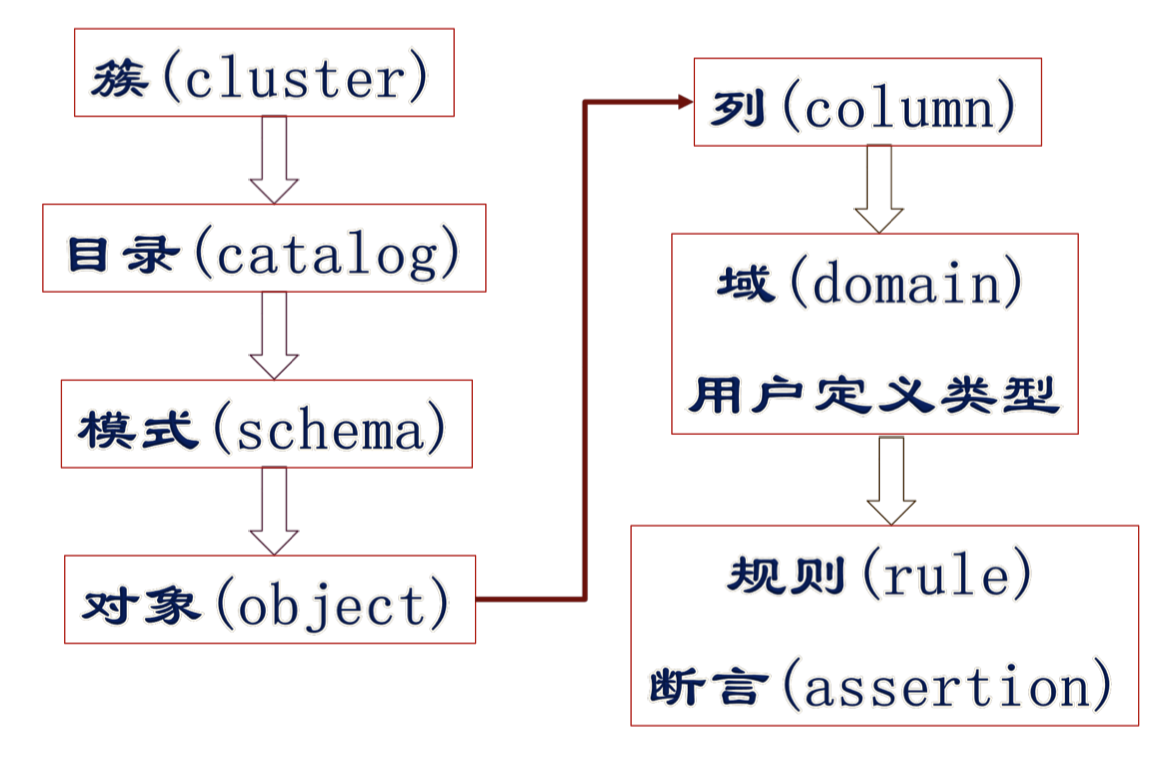 簇(cluster)
目录(catalog)
模式(schema)
对象(object)
列(column)
域(domain)
用户定义类型
规则(rule)
断言(assertion)